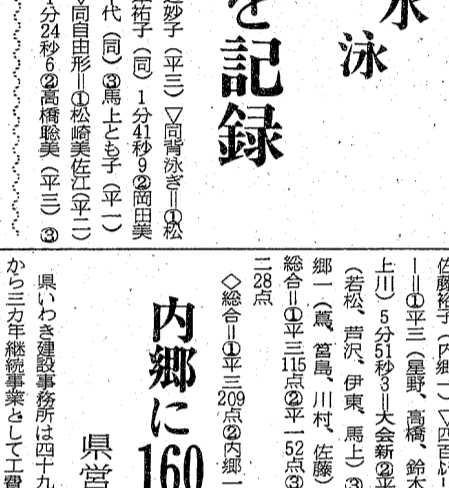 水泳
を記録
妙子（平三）▽同背泳ぎ＝①松
祐子（同）1分41秒9②岡田美
代（同）③馬上とも子（平一）
▽同自由形＝①松崎美佐江（平二）
分24秒6②高橋聡美（平三）③
佐藤裕子（内郷一）▽四百
ー＝①平三（星野、高橋、鈴木
上川）5分51秒3＝大会新②平
（若松、芦沢、伊東、馬上）③
郷一（蔦、筥島、川村、佐藤）
総合＝①平三115点②平一52点③
二28点
◇総合＝①平三209点②内郷一
内郷に160
県営
県いわき建設事務所は四十九
から三カ年継続事業として工費